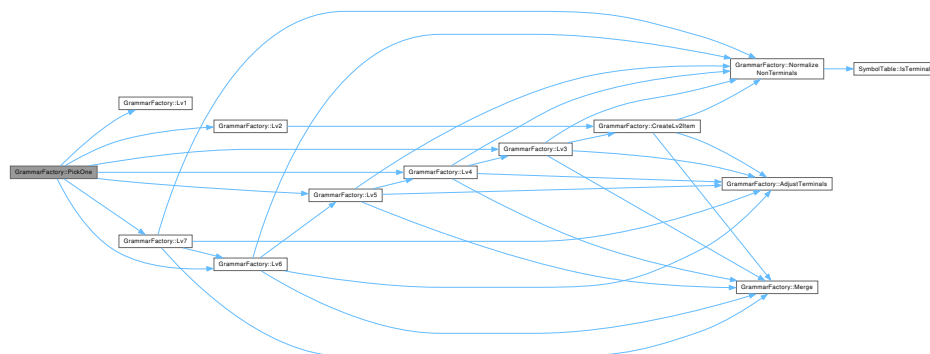 GrammarFactory::Normalize
NonTerminals
SymbolTable::IsTerminal
GrammarFactory::Lv1
GrammarFactory::Lv2
GrammarFactory::CreateLv2Item
GrammarFactory::Lv3
GrammarFactory::PickOne
GrammarFactory::Lv4
GrammarFactory::AdjustTerminals
GrammarFactory::Lv5
GrammarFactory::Lv7
GrammarFactory::Lv6
GrammarFactory::Merge